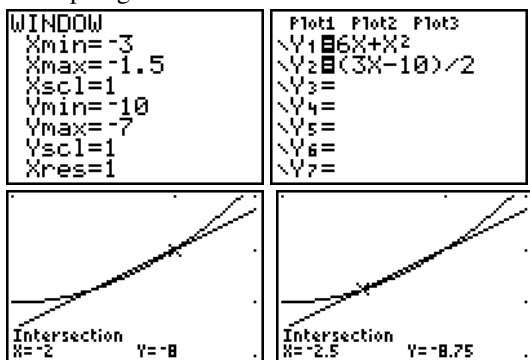 WINDOW
Xmin=-3
Xmax=-1.5
Xscl=1
Ymin=-10
Ymax=-7
Yscl=1
Xres=1
Plot1 Plot2 Plot3
\Y1=6X+X²
\Y2=(3X-10)/2
\Y3=
\Y4=
\Y5=
\Y6=
\Y7=
Intersection
X=-2 Y=-8
Intersection
X=-2.5 Y=-8.75